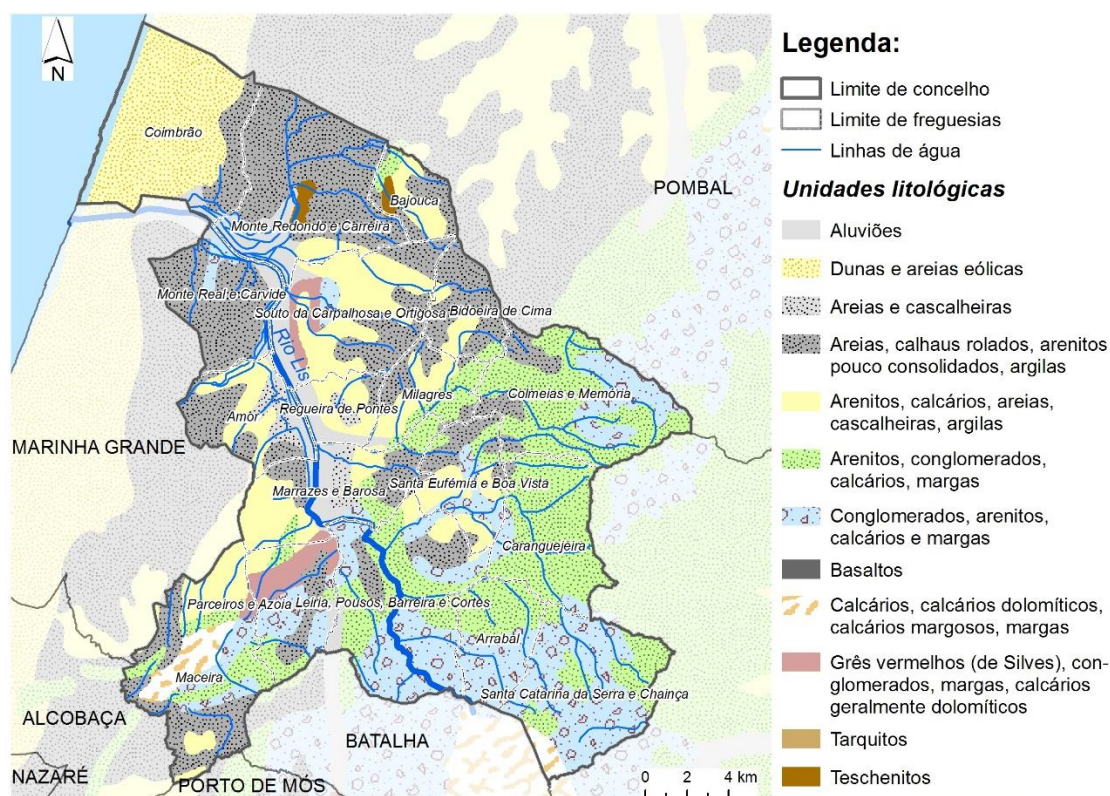 N
Coimbrão
Bajouca
Monte Redondo e Carreira
Monte Real e Carvide
Souto da Carpalhosa e Ortigosa
Bidoeira de Cima
Rio Lis
Milagres
Colmeias e Memória
Regueira de Pontes
Amor
Marrazes e Barosa
Santa Eufémia e Boa Vista
Caranguejeira
Parceiros e Azoia
Leiria, Pousos, Barreira e Cortes
Arrabal
Maceira
Santa Catarina da Serra e Chainça
POMBAL
MARINHA GRANDE
ALCOBAÇA
NAZARÉ
BATALHA
PORTO DE MÓS
0 2 4 km
Legenda:
Limite de concelho
Limite de freguesias
Linhas de água
Unidades litológicas
Aluviões
Dunas e areias eólicas
Areias e cascalheiras
Areias, calhaus rolados, arenitos
pouco consolidados, argilas
Arenitos, calcários, areias,
cascalheiras, argilas
Arenitos, conglomerados,
calcários, margas
Conglomerados, arenitos,
calcários e margas
Basaltos
Calcários, calcários dolomíticos,
calcários margosos, margas
Grês vermelhos (de Silves), con-
glomerados, margas, calcários
geralmente dolomíticos
Tarquitos
Teschenitos